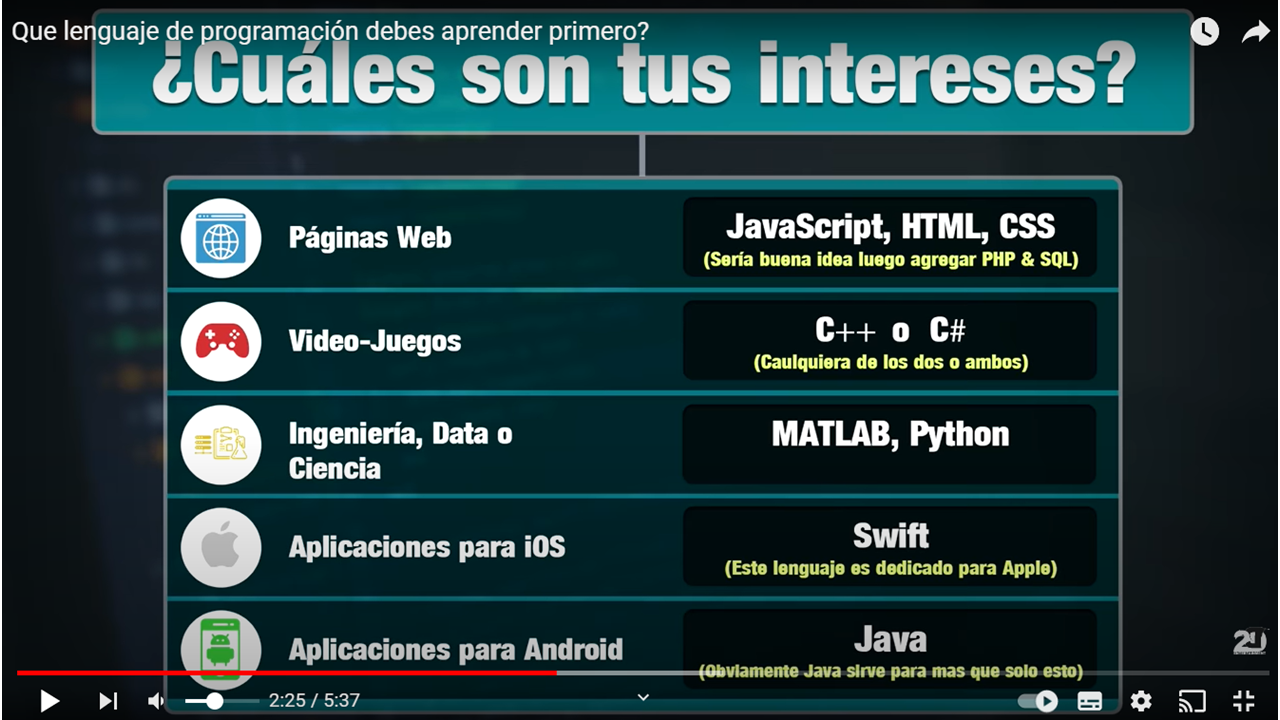 Que lenguaje de programación debes aprender primero?
¿Cuáles son tus intereses?
Páginas Web
JavaScript, HTML, CSS
(Sería buena idea luego agregar PHP & SQL)
Video-Juegos
C++ o C#
(Caulquiera de los dos o ambos)
Ingeniería, Data o
Ciencia
MATLAB, Python
Aplicaciones para iOS
Swift
(Este lenguaje es dedicado para Apple)
Aplicaciones para Android
Java
(Obviamente Java sirve para mas que solo esto)
2:25 / 5:37